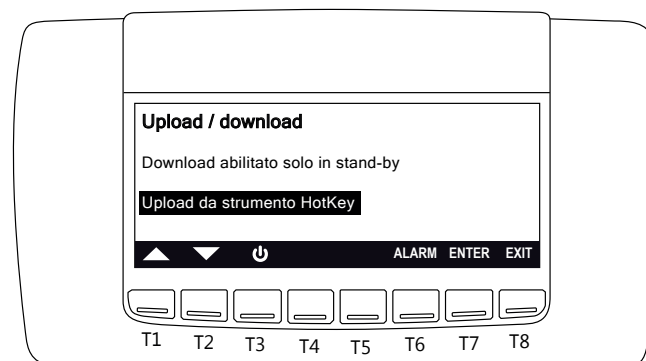 Upload / download
Download abilitato solo in stand-by
Upload da strumento HotKey
ALARM ENTER EXIT
T1 T2 T3 T4 T5 T6 T7 T8